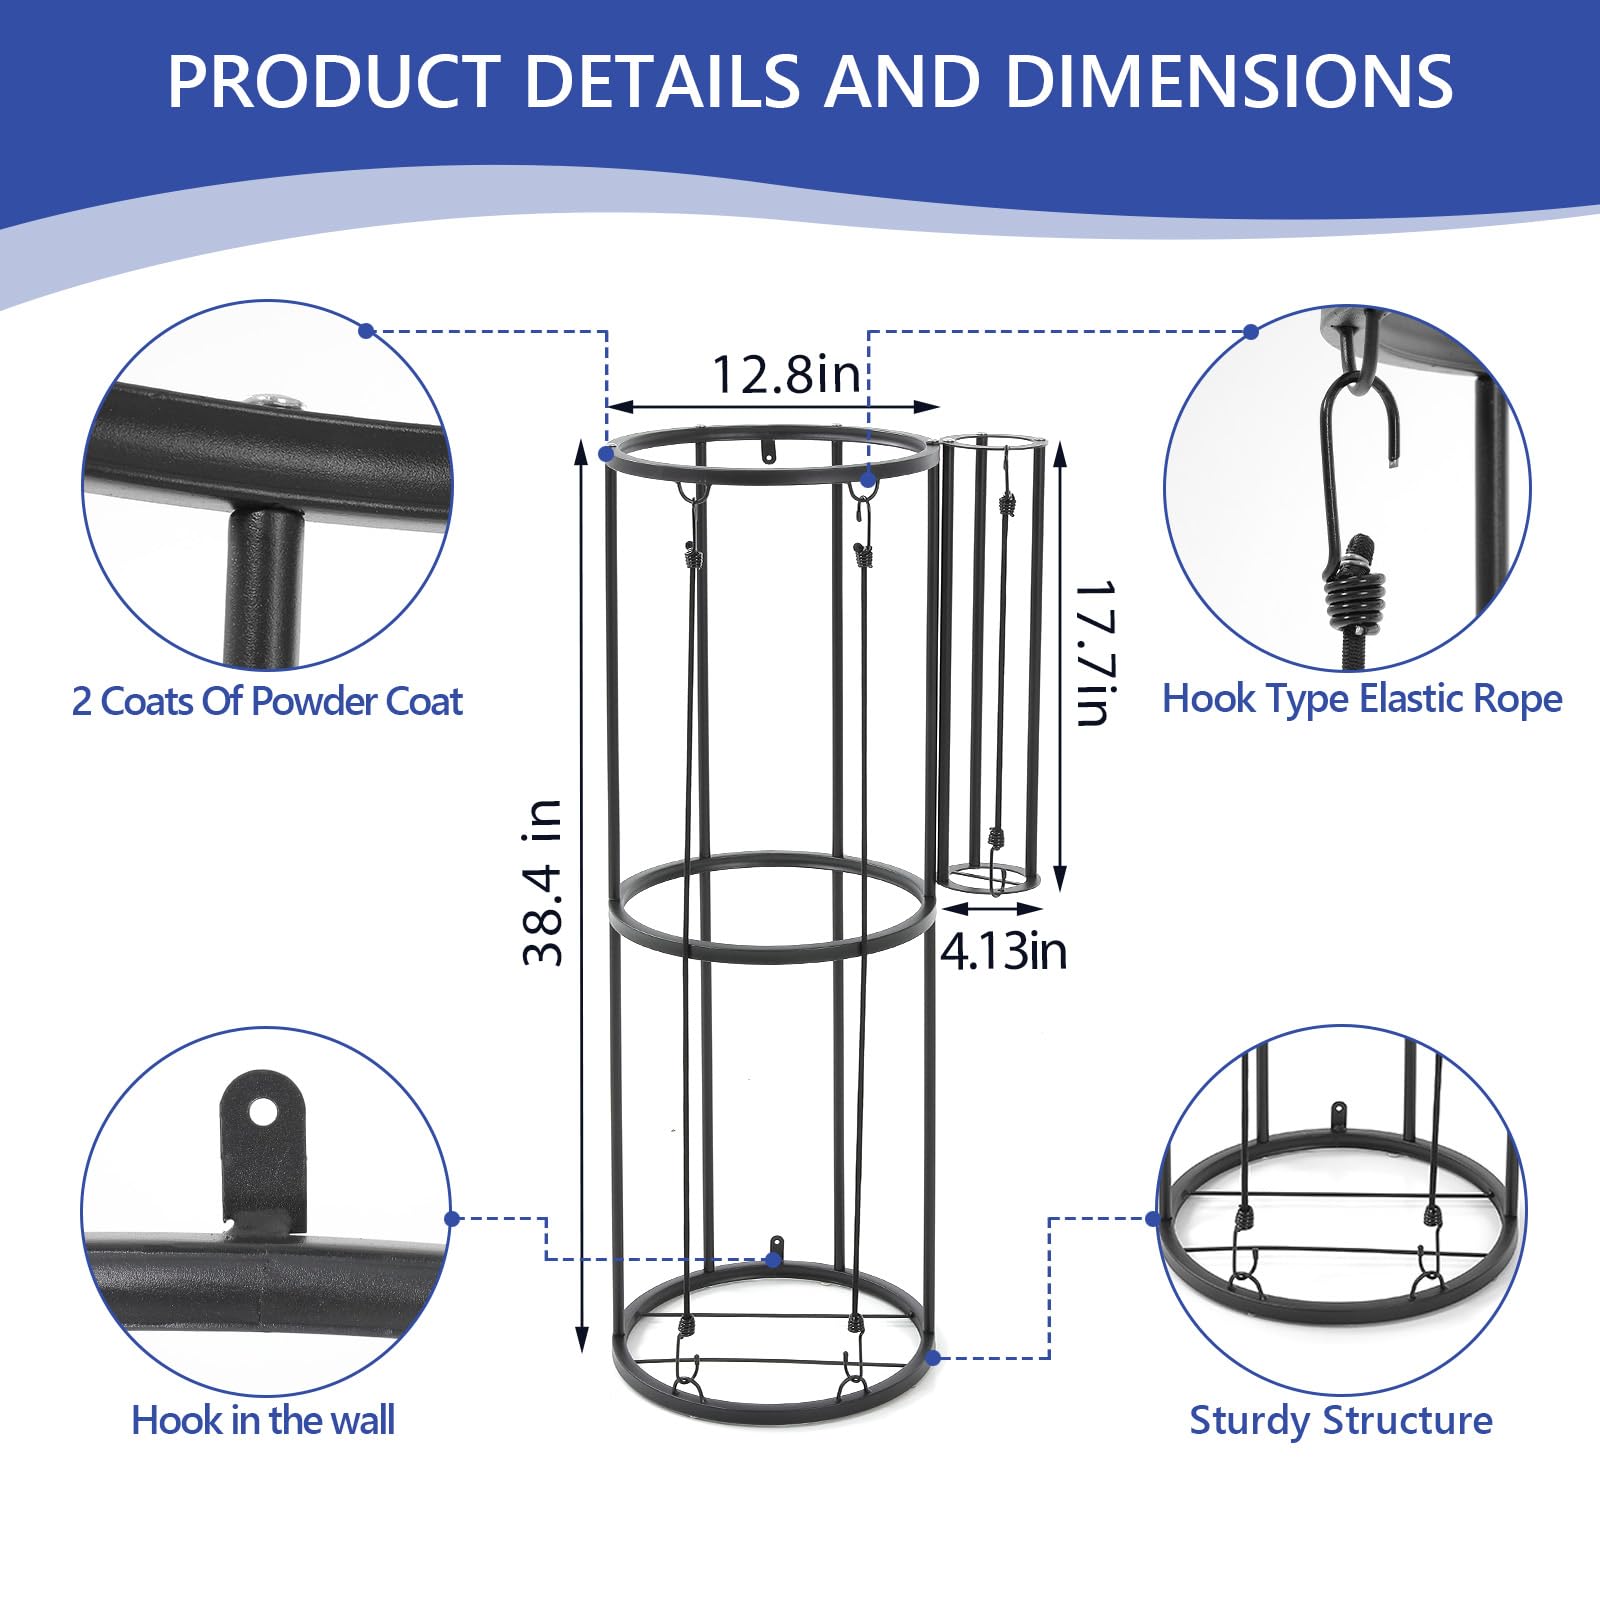 PRODUCT DETAILS AND DIMENSIONS
12.8in
17.7in
2 Coats Of Powder Coat
Hook Type Elastic Rope
38.4 in
4.13in
Hook in the wall
Sturdy Structure